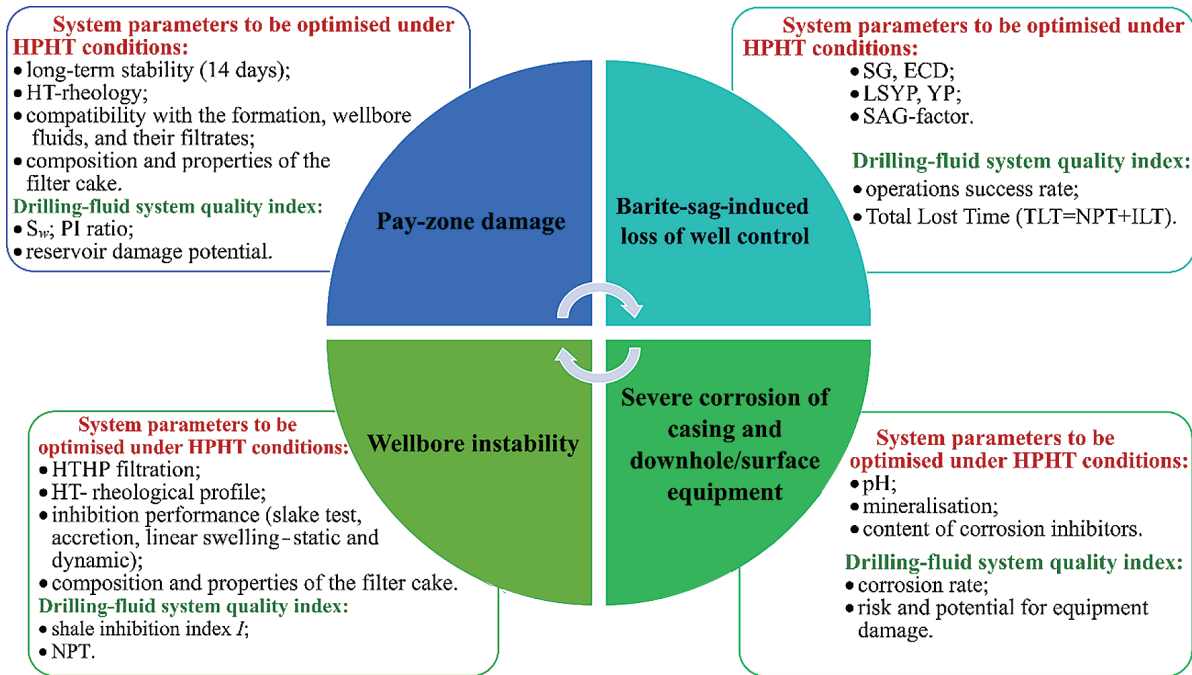 System parameters to be optimised under
HPHT conditions:
• long-term stability (14 days);
• HT-rheology;
• compatibility with the formation, wellbore
fluids, and their filtrates;
• composition and properties of the
filter cake.
Drilling-fluid system quality index:
• Sw; PI ratio;
• reservoir damage potential.
Pay-zone damage
System parameters to be optimised under
HPHT conditions:
• SG, ECD;
• LSYP, YP;
• SAG-factor.
Drilling-fluid system quality index:
• operations success rate;
• Total Lost Time (TLT=NPT+ILT).
Barite-sag-induced
loss of well control
System parameters to be
optimised under HPHT conditions:
• HTHP filtration;
• HT- rheological profile;
• inhibition performance (slake test,
accretion, linear swelling–static and
dynamic);
• composition and properties of the filter cake.
Drilling-fluid system quality index:
• shale inhibition index I;
• NPT.
Wellbore instability
Severe corrosion of
casing and
downhole/surface
equipment
System parameters to be
optimised under HPHT conditions:
• pH;
• mineralisation;
• content of corrosion inhibitors.
Drilling-fluid system quality index:
• corrosion rate;
• risk and potential for equipment
damage.